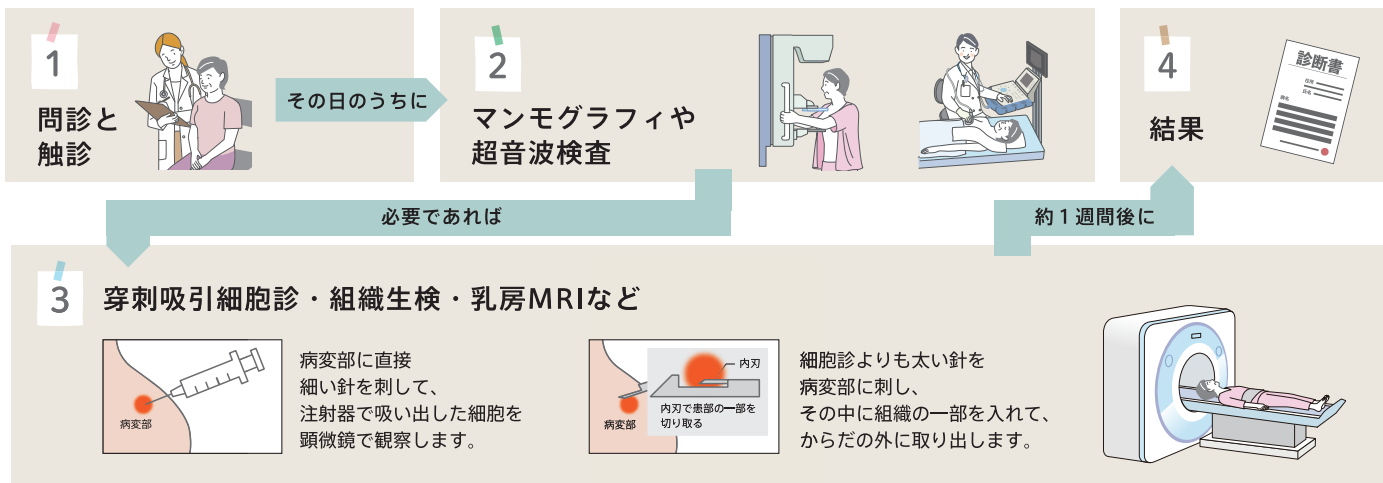 1
問診と
触診
その日のうちに
2
マンモグラフィや
超音波検査
必要であれば
3
穿刺吸引細胞診・組織生検・乳房MRIなど
病変部
病変部に直接
細い針を刺して、
注射器で吸い出した細胞を
顕微鏡で観察します。
病変部
内刃
内刃で患部の一部を
切り取る
細胞診よりも太い針を
病変部に刺し、
その中に組織の一部を入れて、
からだの外に取り出します。
約1週間後に
4
結果
診断書
住所
氏名
病名